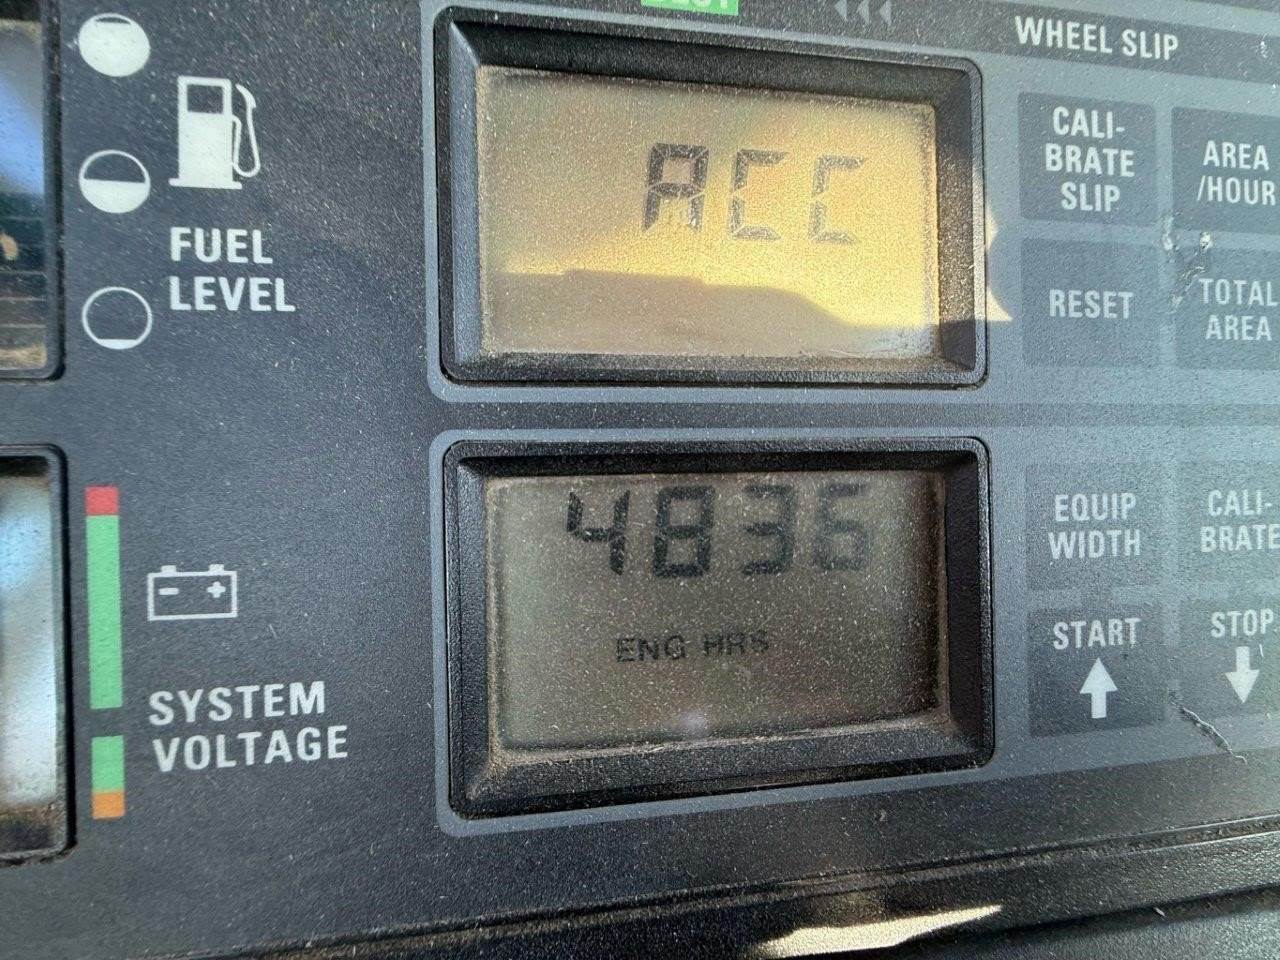 WHEEL SLIP
ACC
CALI-
BRATE
SLIP
AREA
/HOUR
FUEL
LEVEL
RESET
TOTAL
AREA
4836
ENG HRS
EQUIP
WIDTH
CALI-
BRATE
- +
START
STOP
SYSTEM
VOLTAGE